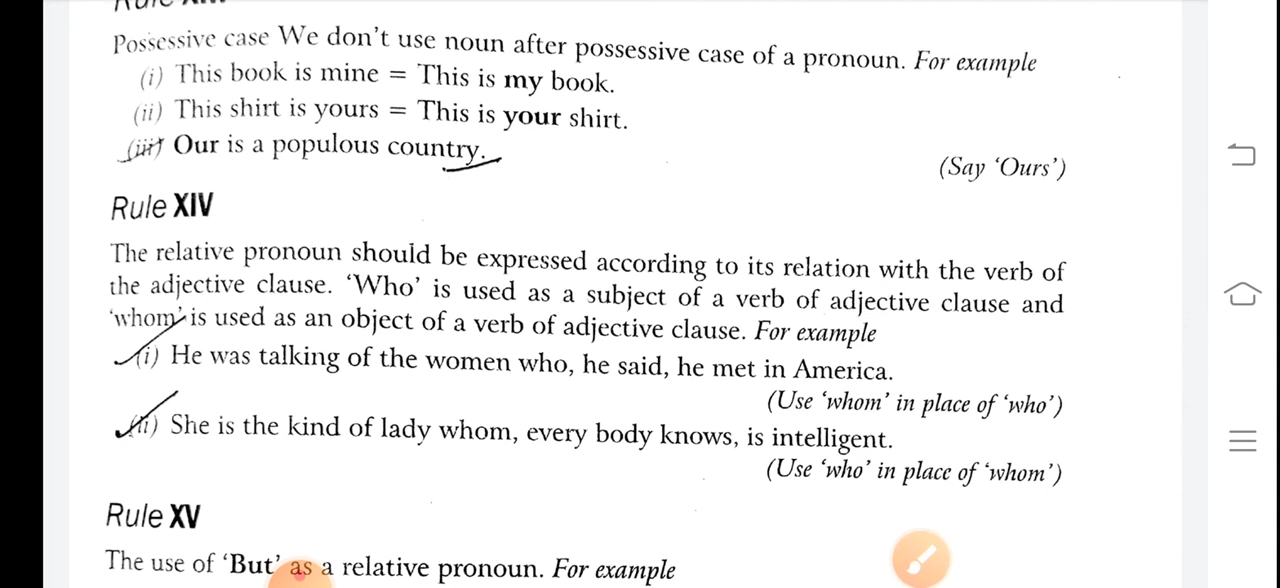 Possessive case We don't use noun after possessive case of a pronoun. For example
(i) This book is mine = This is my book.
(ii) This shirt is yours = This is your shirt.
(iii) Our is a populous country.
(Say 'Ours')
Rule XIV
The relative pronoun should be expressed according to its relation with the verb of
the adjective clause. 'Who' is used as a subject of a verb of adjective clause and
'whom' is used as an object of a verb of adjective clause. For example
(i) He was talking of the women who, he said, he met in America.
(Use 'whom' in place of 'who')
(ii) She is the kind of lady whom, every body knows, is intelligent.
(Use 'who' in place of 'whom')
Rule XV
The use of 'But' as a relative pronoun. For example